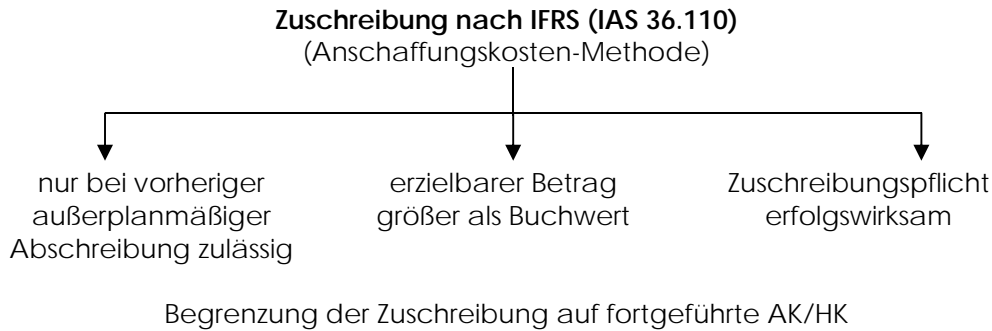 Zuschreibung nach IFRS (IAS 36.110)
(Anschaffungskosten-Methode)
nur bei vorheriger
außerplanmäßiger
Abschreibung zulässig
erzielbarer Betrag
größer als Buchwert
Zuschreibungspflicht
erfolgswirksam
Begrenzung der Zuschreibung auf fortgeführte AK/HK